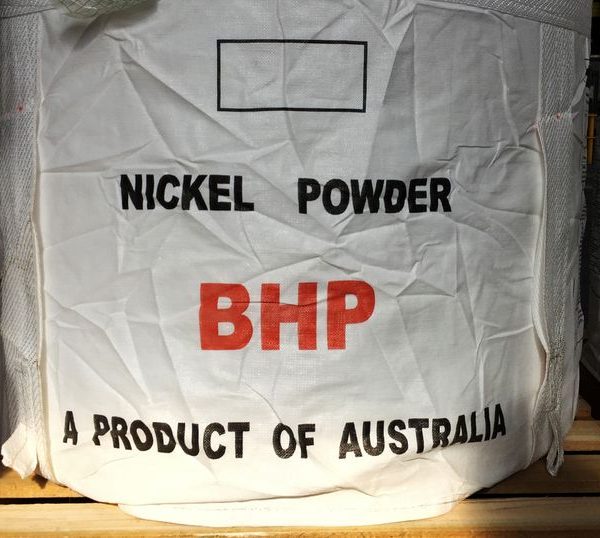 NICKEL POWDER
BHP
A PRODUCT OF AUSTRALIA